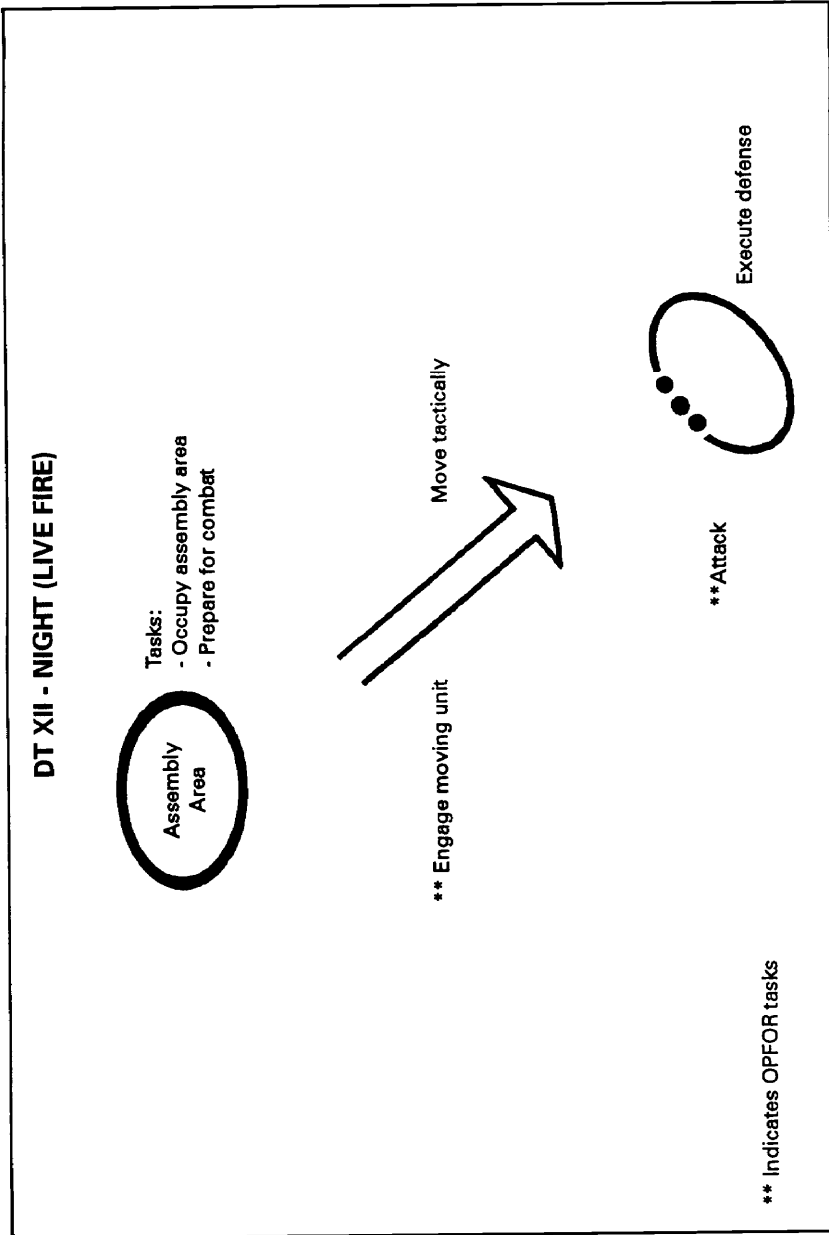 DT XII - NIGHT (LIVE FIRE)
Assembly
Area
Tasks:
- Occupy assembly area
- Prepare for combat
** Engage moving unit
Move tactically
**Attack
Execute defense
** Indicates OPFOR tasks